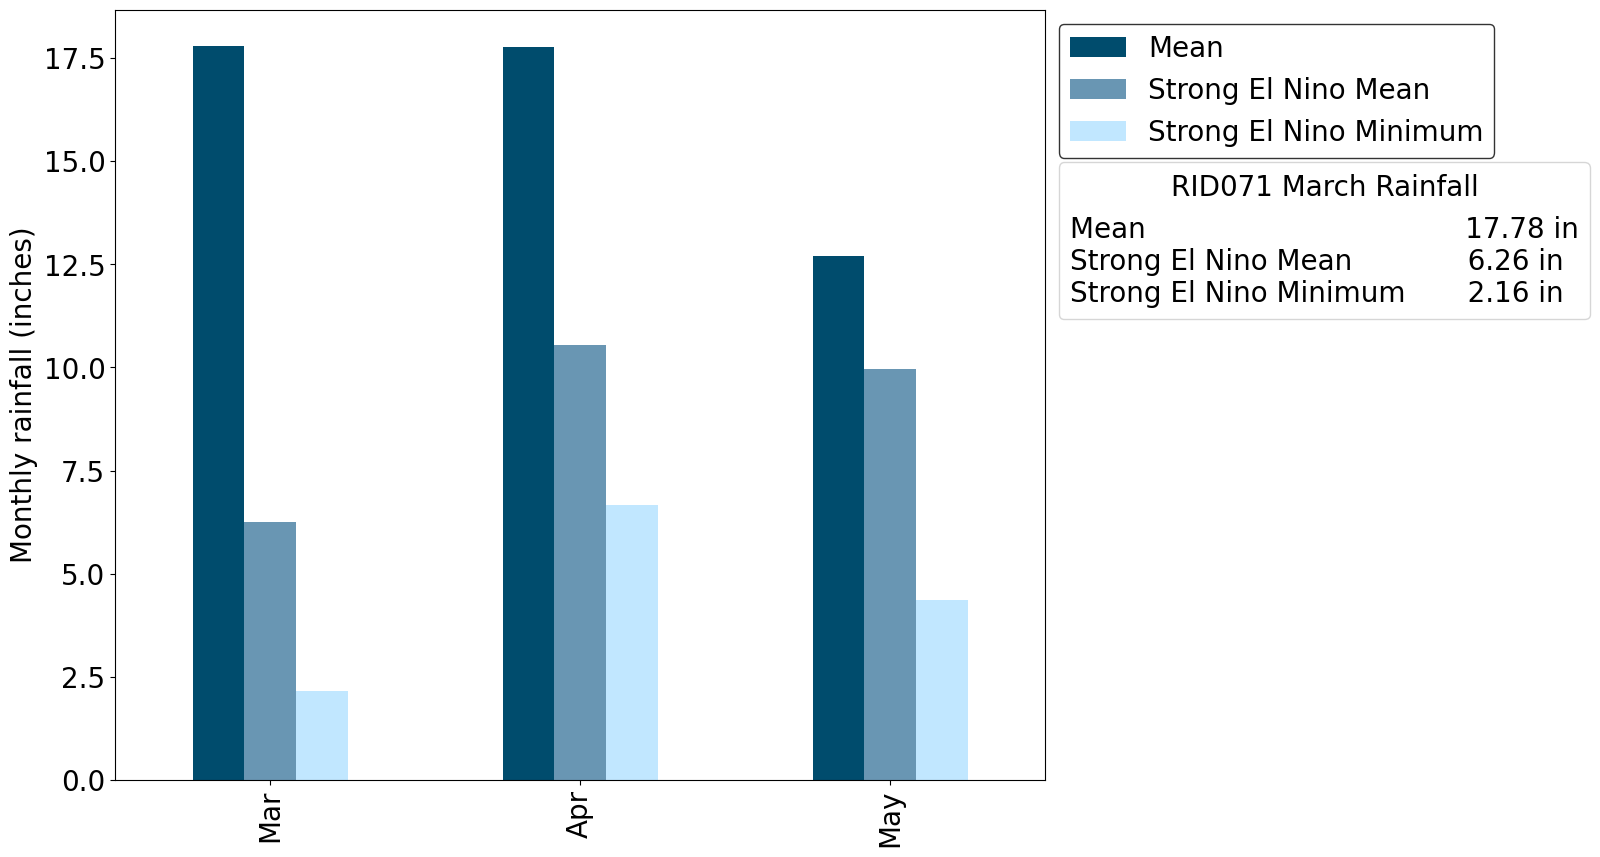 Monthly rainfall (inches)
17.5
15.0
12.5
10.0
7.5
5.0
2.5
0.0
Mar
Apr
May
Mean
Strong El Nino Mean
Strong El Nino Minimum
RID071 March Rainfall
Mean 17.78 in
Strong El Nino Mean 6.26 in
Strong El Nino Minimum 2.16 in